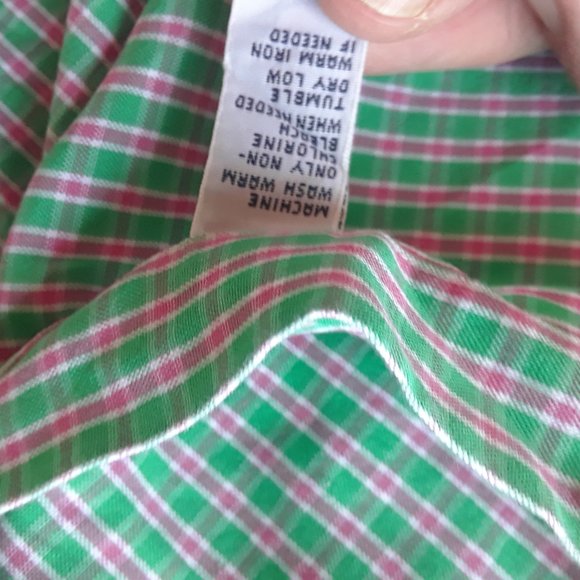 MACHINE
WASH WARM
ONLY NON-
CHLORINE
BLEACH
WHEN NEEDED
TUMBLE
DRY LOW
WARM IRON
IF NEEDED